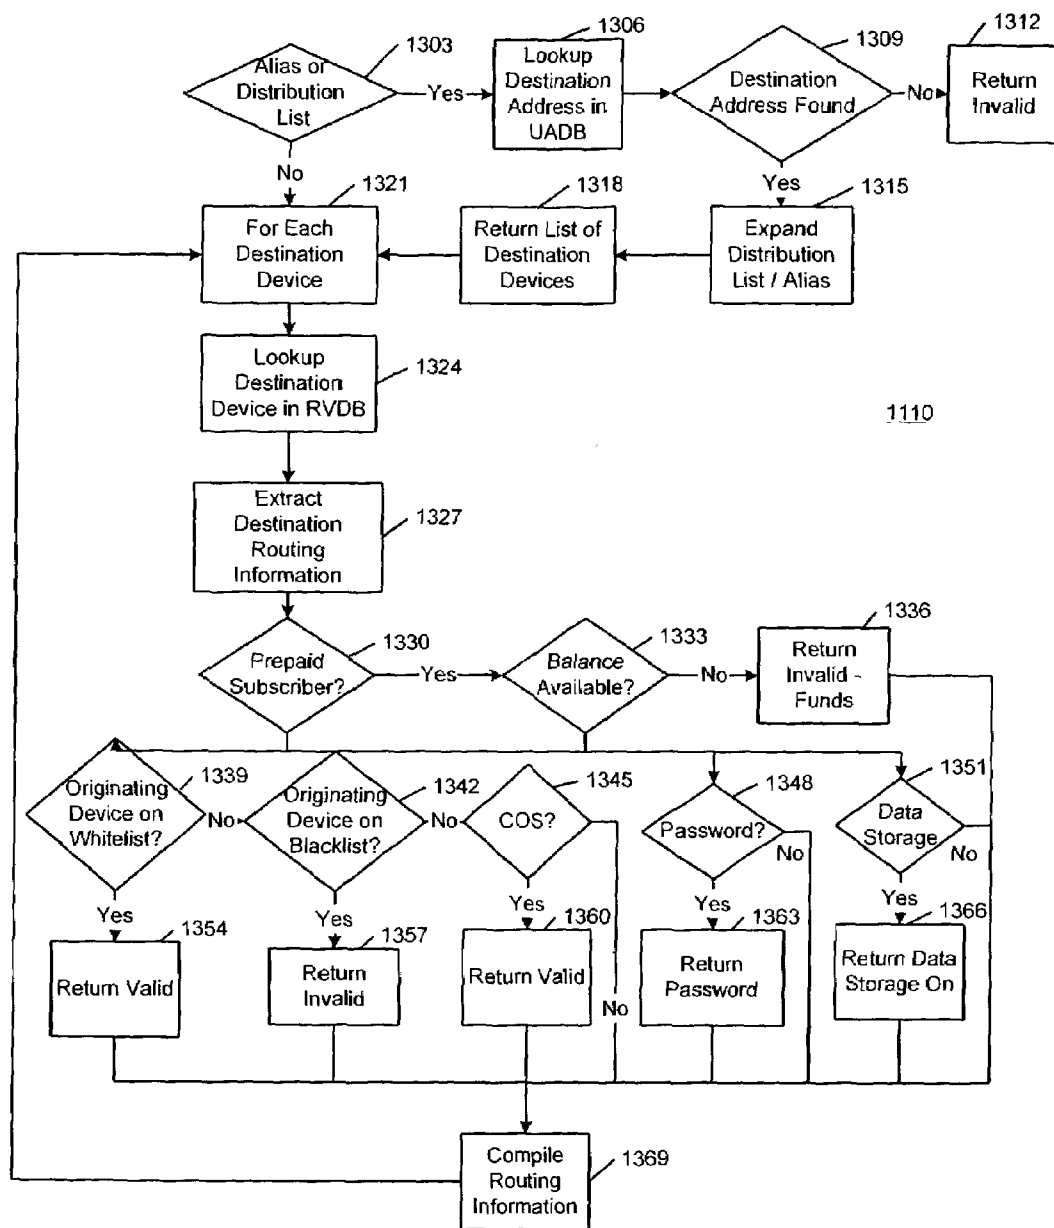 1303
Alias or
Distribution
List
Yes
1306
Lookup
Destination
Address in
UADB
1309
Destination
Address Found
No
1312
Return
Invalid
No
Yes
1321
For Each
Destination
Device
1318
Return List of
Destination
Devices
1315
Expand
Distribution
List / Alias
1324
Lookup
Destination
Device in RVDB
1110
1327
Extract
Destination
Routing
Information
1330
Prepaid
Subscriber?
Yes
1333
Balance
Available?
No
1336
Return
Invalid -
Funds
1339
Originating
Device on
Whitelist?
No
1342
Originating
Device on
Blacklist?
No
1345
COS?
1348
Password?
No
1351
Data
Storage
No
Yes
Yes
Yes
Yes
Yes
1354
Return Valid
1357
Return
Invalid
1360
Return Valid
No
1363
Return
Password
1366
Return Data
Storage On
1369
Compile
Routing
Information